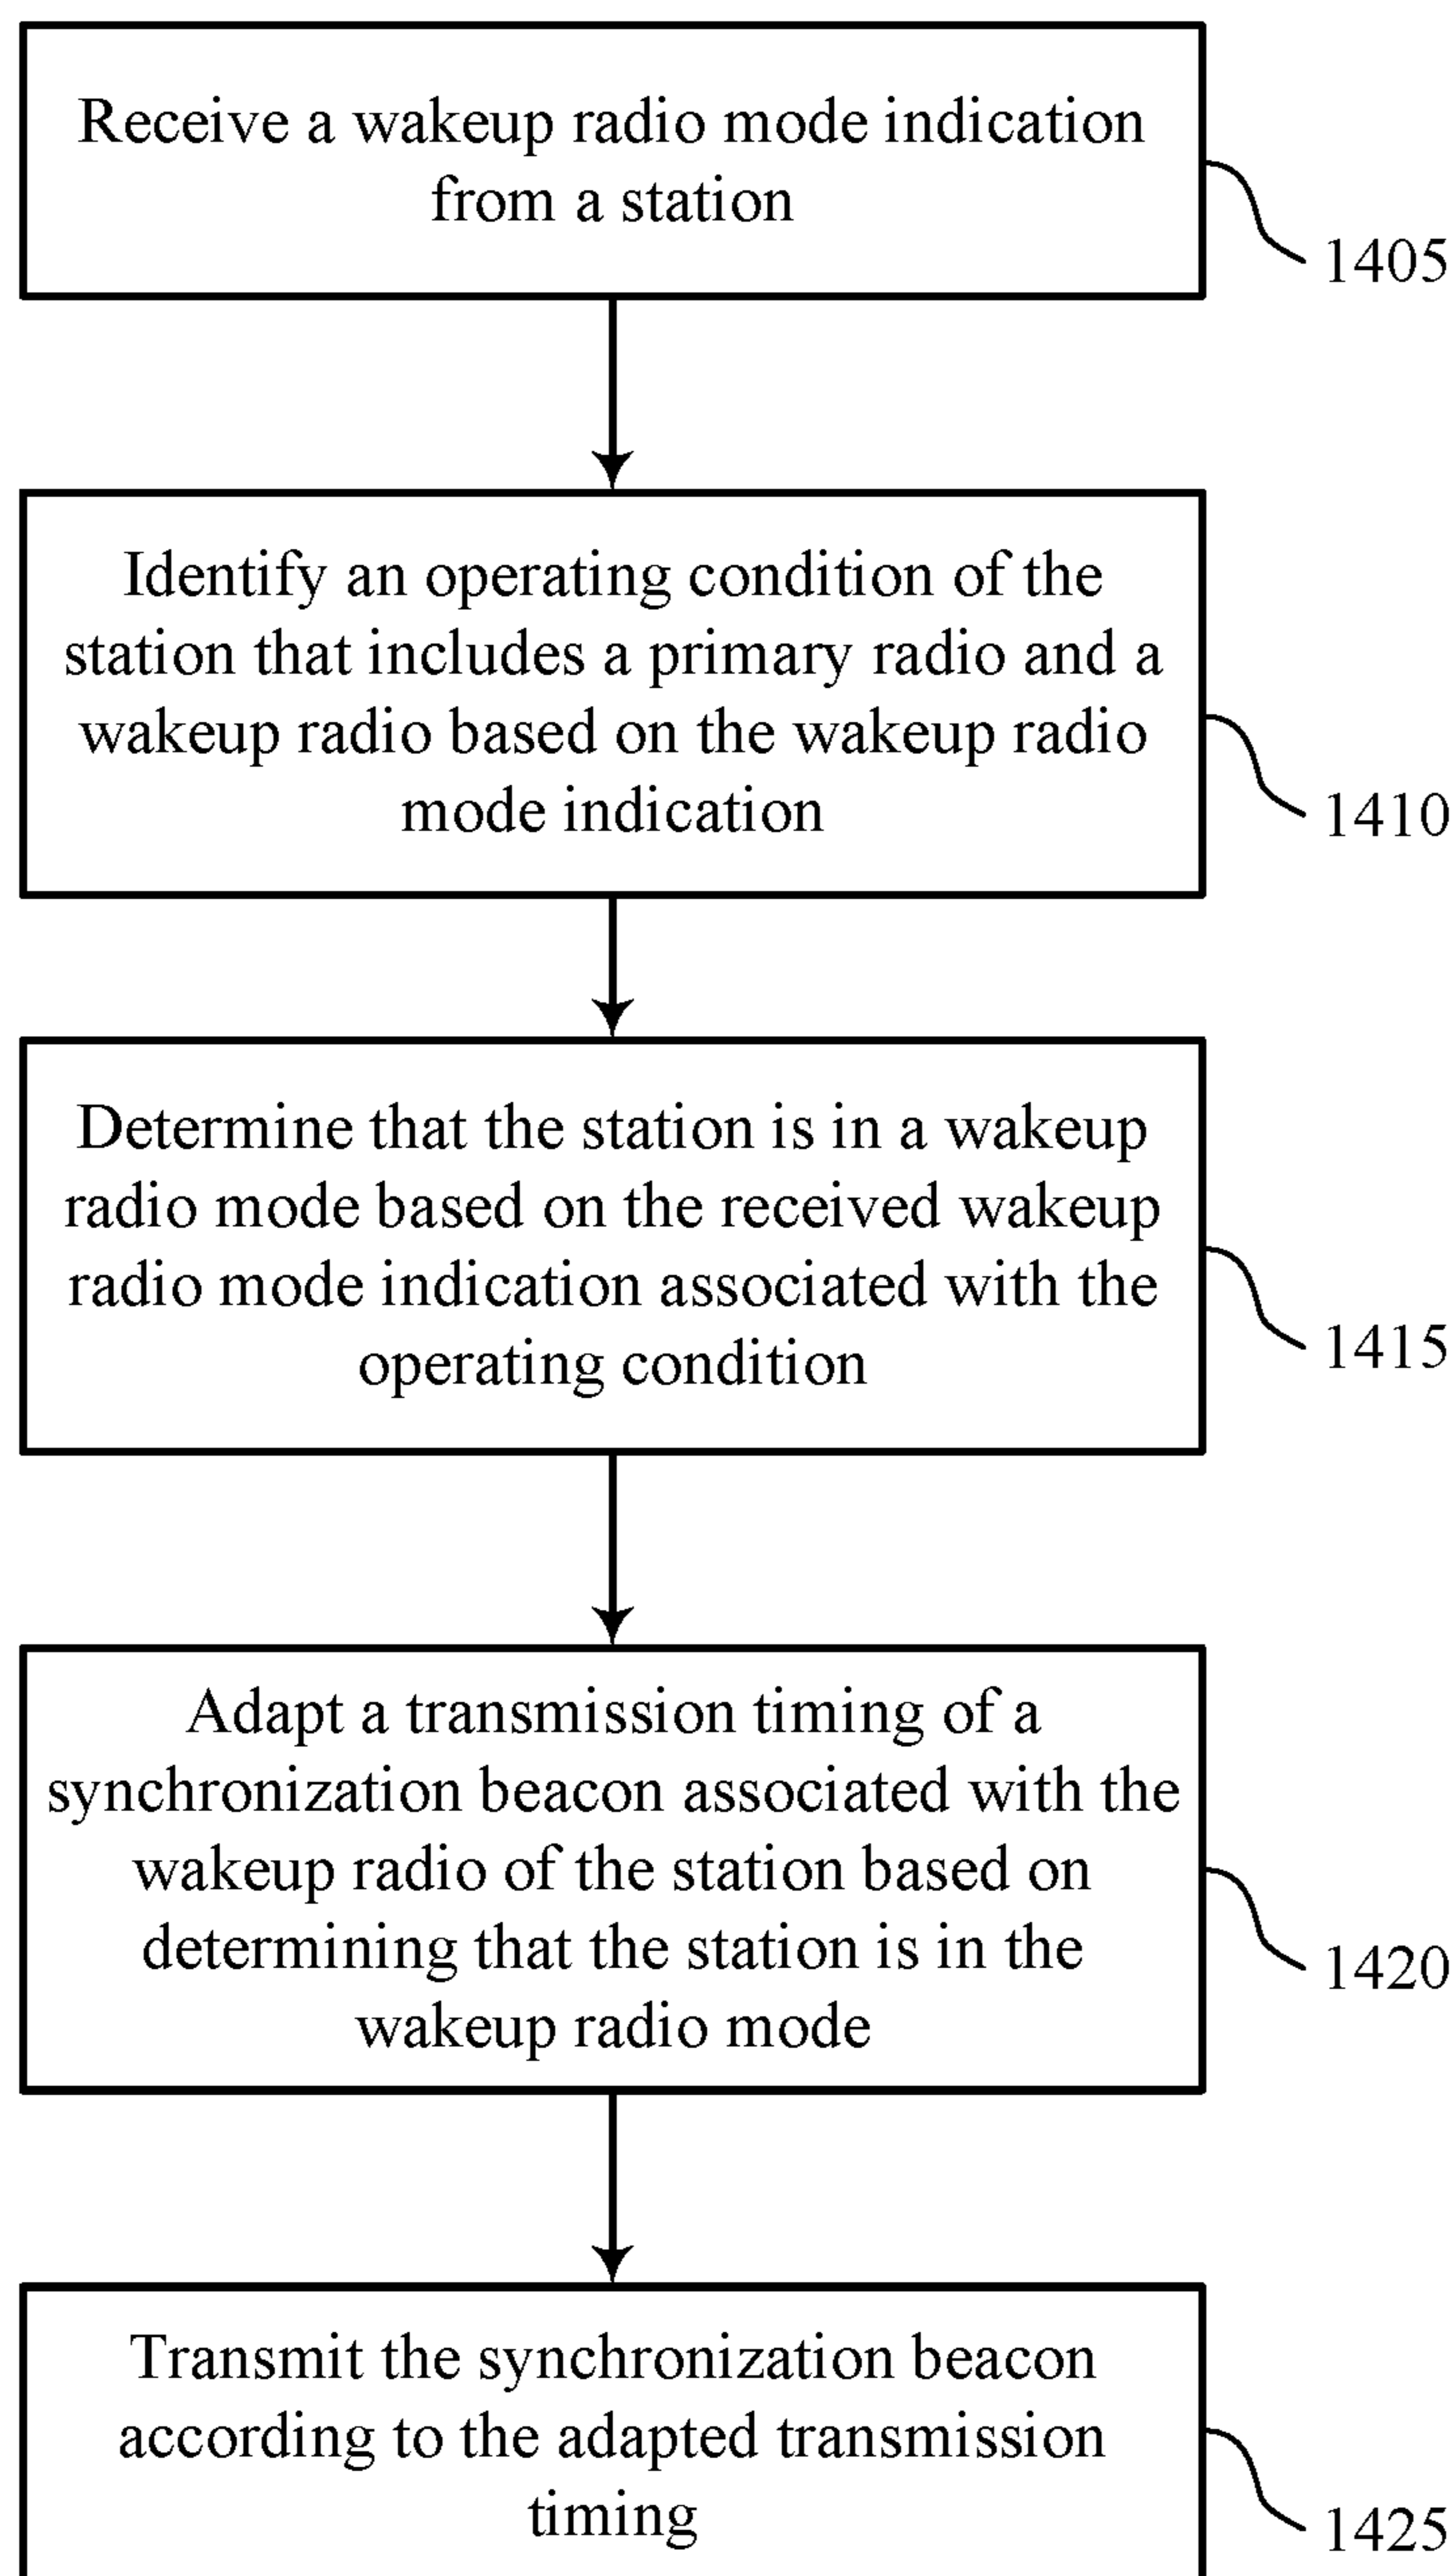 Receive a wakeup radio mode indication
from a station
1405
Identify an operating condition of the
station that includes a primary radio and a
wakeup radio based on the wakeup radio
mode indication
1410
Determine that the station is in a wakeup
radio mode based on the received wakeup
radio mode indication associated with the
operating condition
1415
Adapt a transmission timing of a
synchronization beacon associated with the
wakeup radio of the station based on
determining that the station is in the
wakeup radio mode
1420
Transmit the synchronization beacon
according to the adapted transmission
timing
1425